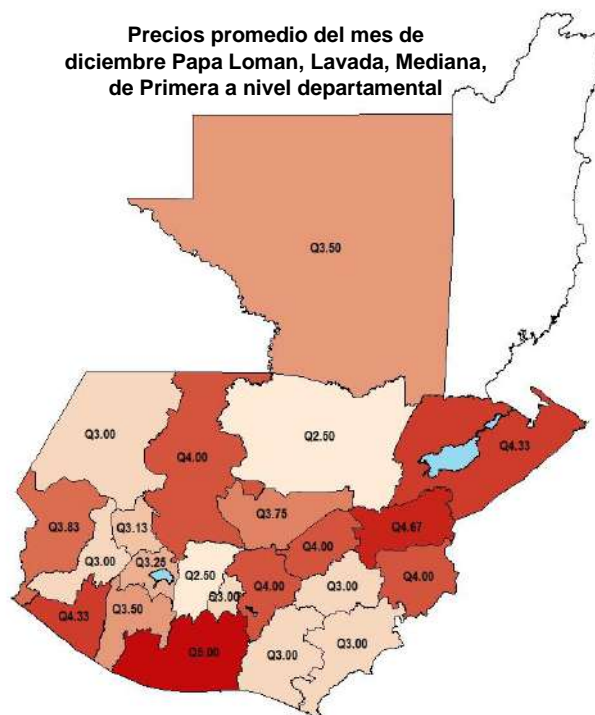 Precios promedio del mes de
diciembre Papa Loman, Lavada, Mediana,
de Primera a nivel departamental
Q3.50
Q3.00
Q4.00
Q2.50
Q4.33
Q3.83
Q3.13
Q3.75
Q4.67
Q3.00
Q3.25
Q2.50
Q3.00
Q4.00
Q4.00
Q3.00
Q4.00
Q4.33
Q3.50
Q5.00
Q3.00
Q3.00